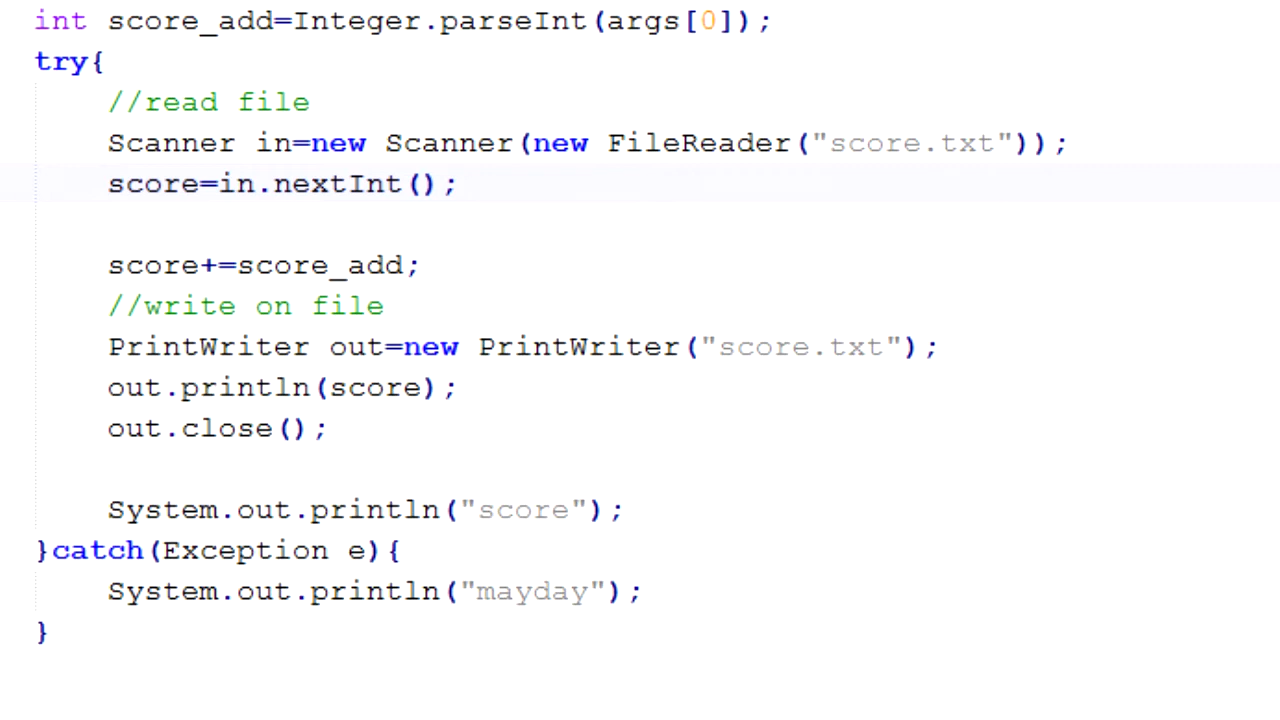 int score_add=Integer.parseInt(args[0]);
try{
//read file
Scanner in=new Scanner(new FileReader("score.txt"));
score=in.nextInt();
score+=score_add;
//write on file
PrintWriter out=new PrintWriter("score.txt");
out.println(score);
out.close();
System.out.println("score");
}catch(Exception e){
System.out.println("mayday");
}